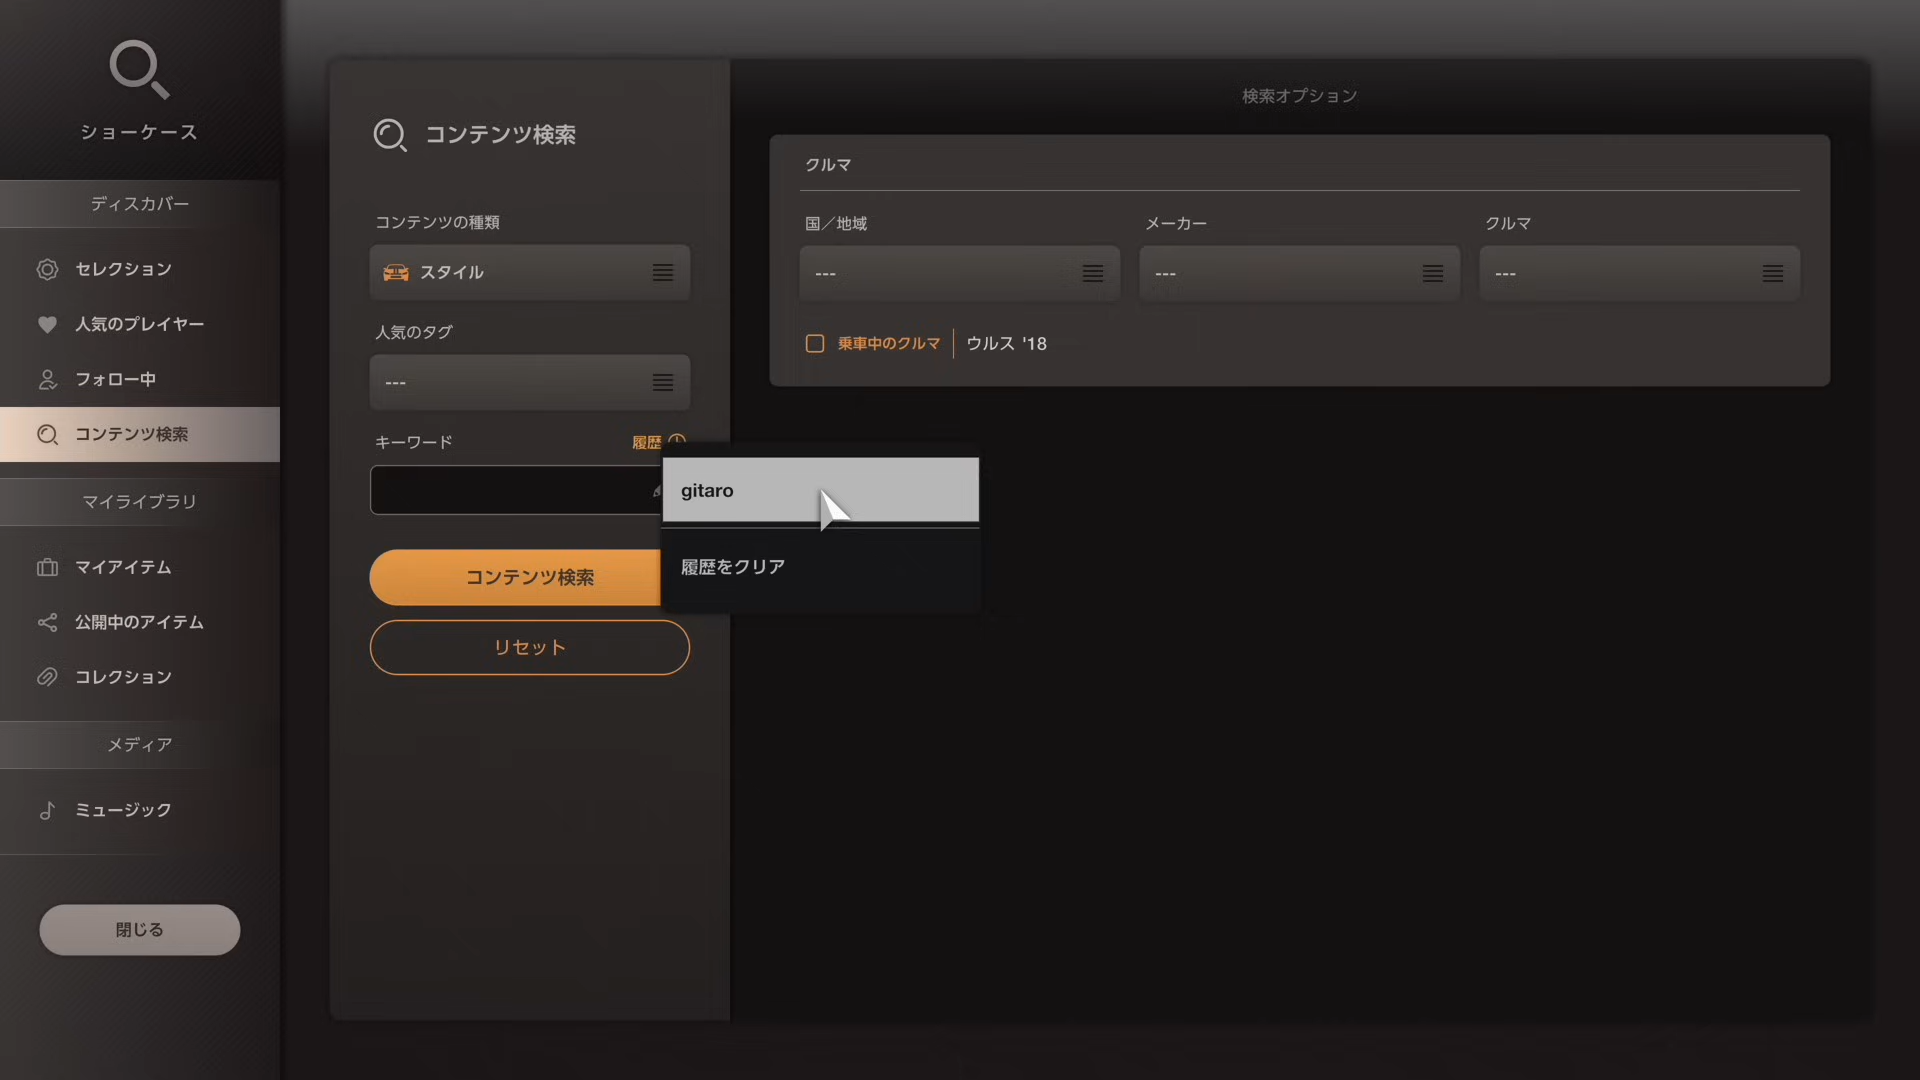 ショーケース
ディスカバー
セレクション
人気のプレイヤー
フォロー中
コンテンツ検索
マイライブラリ
マイアイテム
公開中のアイテム
コレクション
メディア
ミュージック
閉じる
コンテンツ検索
コンテンツの種類
スタイル
人気のタグ
---
キーワード 履歴
gitaro
履歴をクリア
コンテンツ検索
リセット
検索オプション
クルマ
国／地域 メーカー クルマ
--- --- ---
乗車中のクルマ ウルス '18